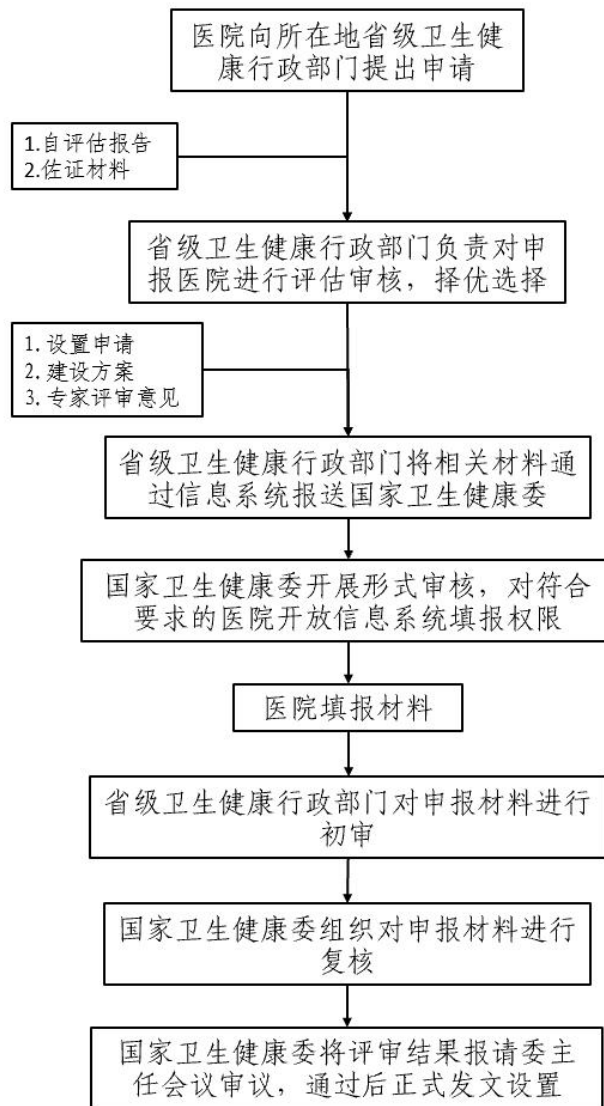 医院向所在地省级卫生健
康行政部门提出申请
1.自评估报告
2.佐证材料
省级卫生健康行政部门负责对申
报医院进行评估审核，择优选择
1. 设置申请
2. 建设方案
3. 专家评审意见
省级卫生健康行政部门将相关材料通
过信息系统报送国家卫生健康委
国家卫生健康委开展形式审核，对符合
要求的医院开放信息系统填报权限
医院填报材料
省级卫生健康行政部门对申报材料进行
初审
国家卫生健康委组织对申报材料进行
复核
国家卫生健康委将评审结果报请委主
任会议审议，通过后正式发文设置